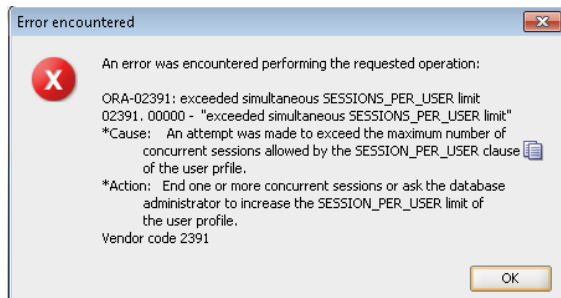 Error encountered
An error was encountered performing the requested operation:
ORA-02391: exceeded simultaneous SESSIONS_PER_USER limit
02391. 00000 - "exceeded simultaneous SESSIONS_PER_USER limit"
*Cause: An attempt was made to exceed the maximum number of
concurrent sessions allowed by the SESSION_PER_USER clause
of the user prfile.
*Action: End one or more concurrent sessions or ask the database
administrator to increase the SESSION_PER_USER limit of
the user profile.
Vendor code 2391
OK